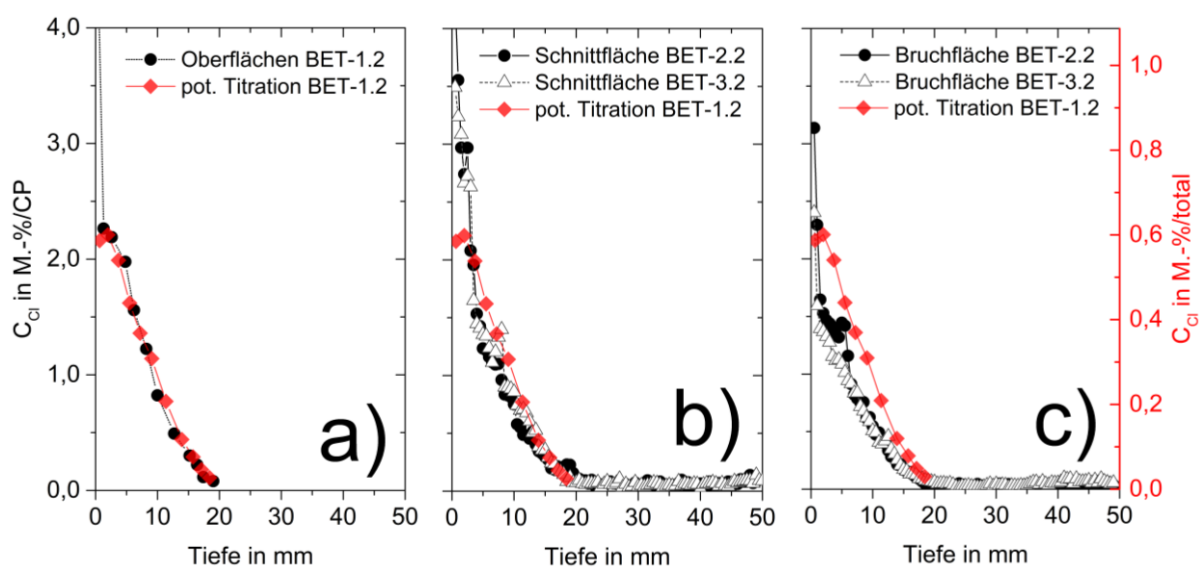 4,0
3,0
2,0
1,0
0,0
C_Cl in M.-%/CP
Oberflächen BET-1.2
pot. Titration BET-1.2
a)
0 10 20 30 40 50
Tiefe in mm
Schnittfläche BET-2.2
Schnittfläche BET-3.2
pot. Titration BET-1.2
b)
0 10 20 30 40 50
Tiefe in mm
Bruchfläche BET-2.2
Bruchfläche BET-3.2
pot. Titration BET-1.2
c)
0 10 20 30 40 50
Tiefe in mm
1,0
0,8
0,6
0,4
0,2
0,0
C_Cl in M.-%/total